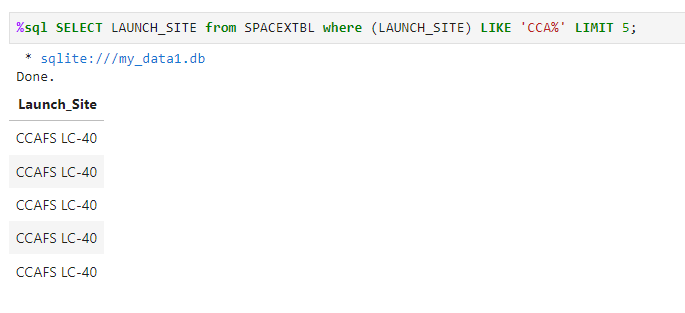 %sql SELECT LAUNCH_SITE from SPACEXTBL where (LAUNCH_SITE) LIKE 'CCA%' LIMIT 5;
* sqlite:///my_data1.db
Done.
Launch_Site
CCAFS LC-40
CCAFS LC-40
CCAFS LC-40
CCAFS LC-40
CCAFS LC-40